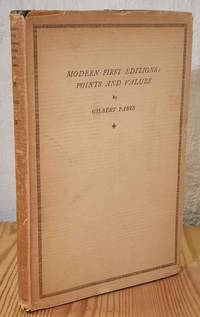 MODERN FIRST EDITIONS:
POINTS AND VALUES
By
GILBERT FABES